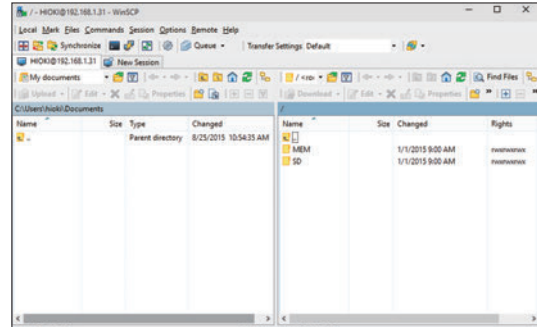 / - HIOKI@192.168.1.31 - WinSCP
Local Mark Files Commands Session Options Remote Help
Synchronize Queue Transfer Settings Default
HIOKI@192.168.1.31 New Session
My documents / <roo Find Files
Upload Edit Properties Download Edit Properties
C:\Users\hioki\Documents /
Name Size Type Changed Name Size Changed Rights
.. Parent directory 8/25/2015 10:54:35 AM ..
MEM 1/1/2015 9:00 AM rwxrwxrwx
SD 1/1/2015 9:00 AM rwxrwxrwx